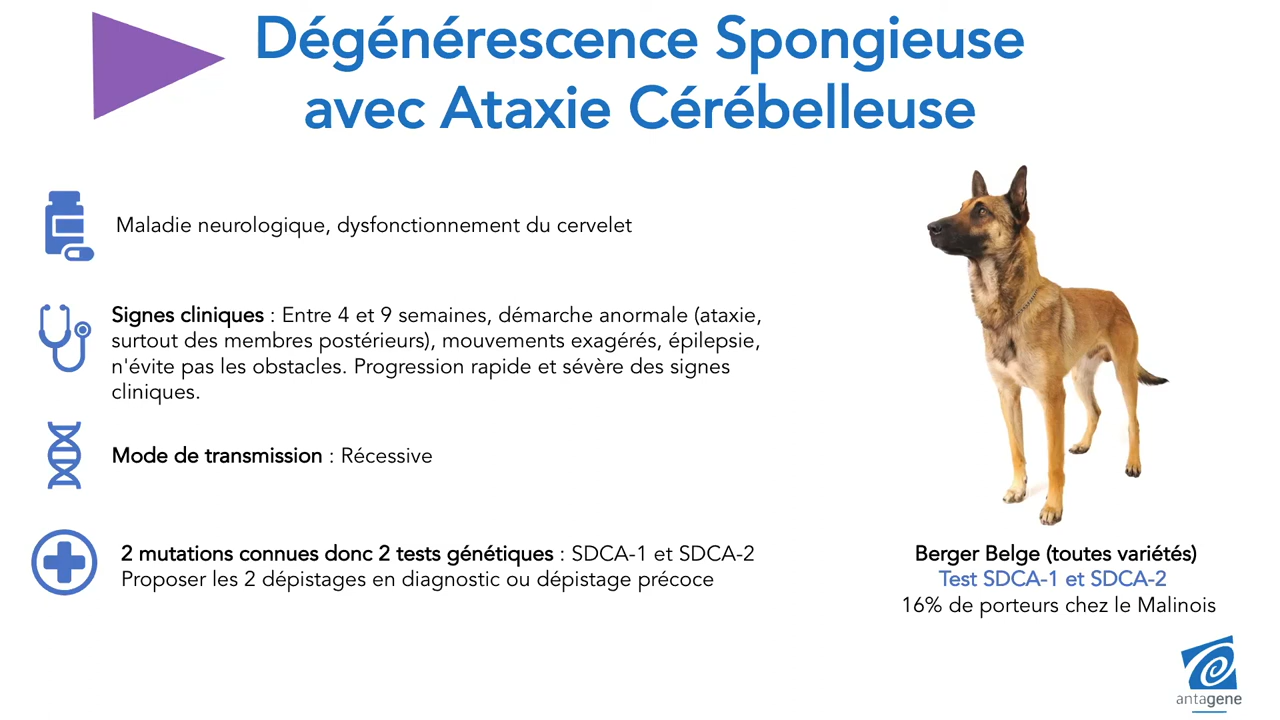 Dégénérescence Spongieuse
avec Ataxie Cérébelleuse
Maladie neurologique, dysfonctionnement du cervelet
Signes cliniques : Entre 4 et 9 semaines, démarche anormale (ataxie,
surtout des membres postérieurs), mouvements exagérés, épilepsie,
n'évite pas les obstacles. Progression rapide et sévère des signes
cliniques.
Mode de transmission : Récessive
2 mutations connues donc 2 tests génétiques : SDCA-1 et SDCA-2
Proposer les 2 dépistages en diagnostic ou dépistage précoce
Berger Belge (toutes variétés)
Test SDCA-1 et SDCA-2
16% de porteurs chez le Malinois
antagene